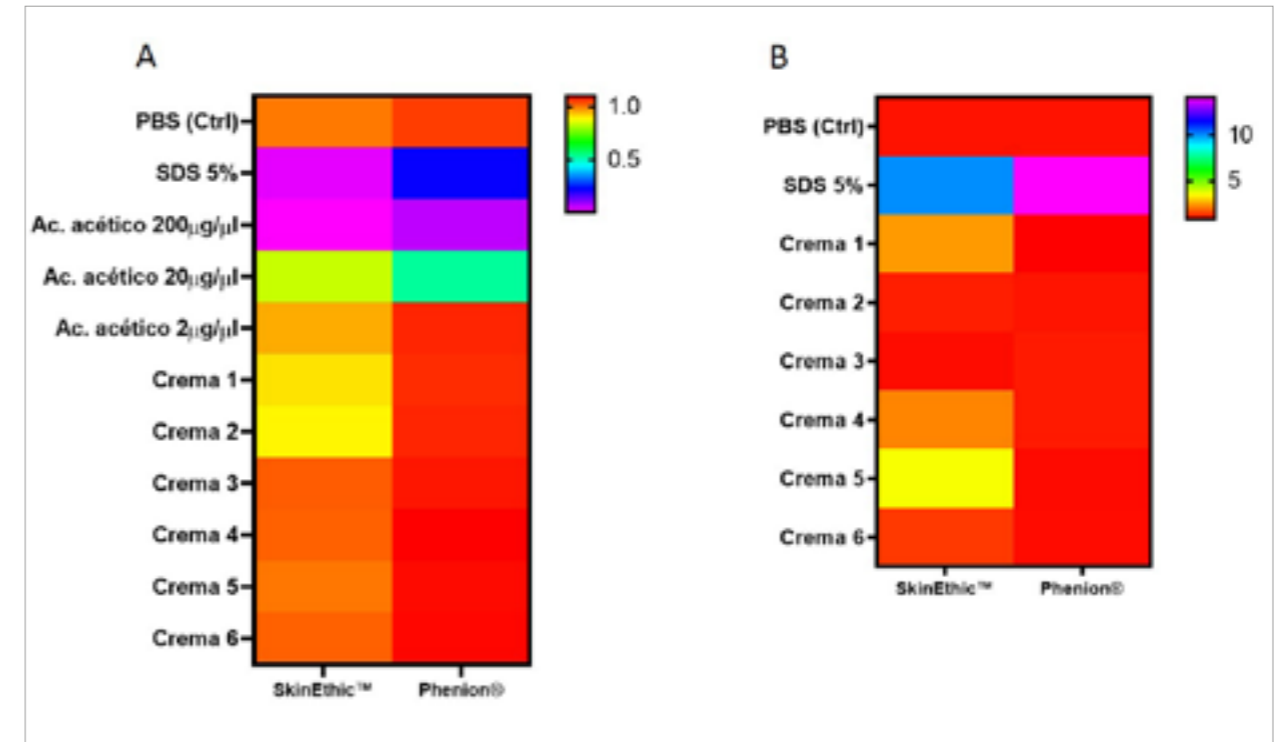 A
PBS (Ctrl)
SDS 5%
Ac. acético 200µg/µl
Ac. acético 20µg/µl
Ac. acético 2µg/µl
Crema 1
Crema 2
Crema 3
Crema 4
Crema 5
Crema 6
SkinEthic™ Phenion®
1.0
0.5
B
PBS (Ctrl)
SDS 5%
Crema 1
Crema 2
Crema 3
Crema 4
Crema 5
Crema 6
SkinEthic™ Phenion®
10
5